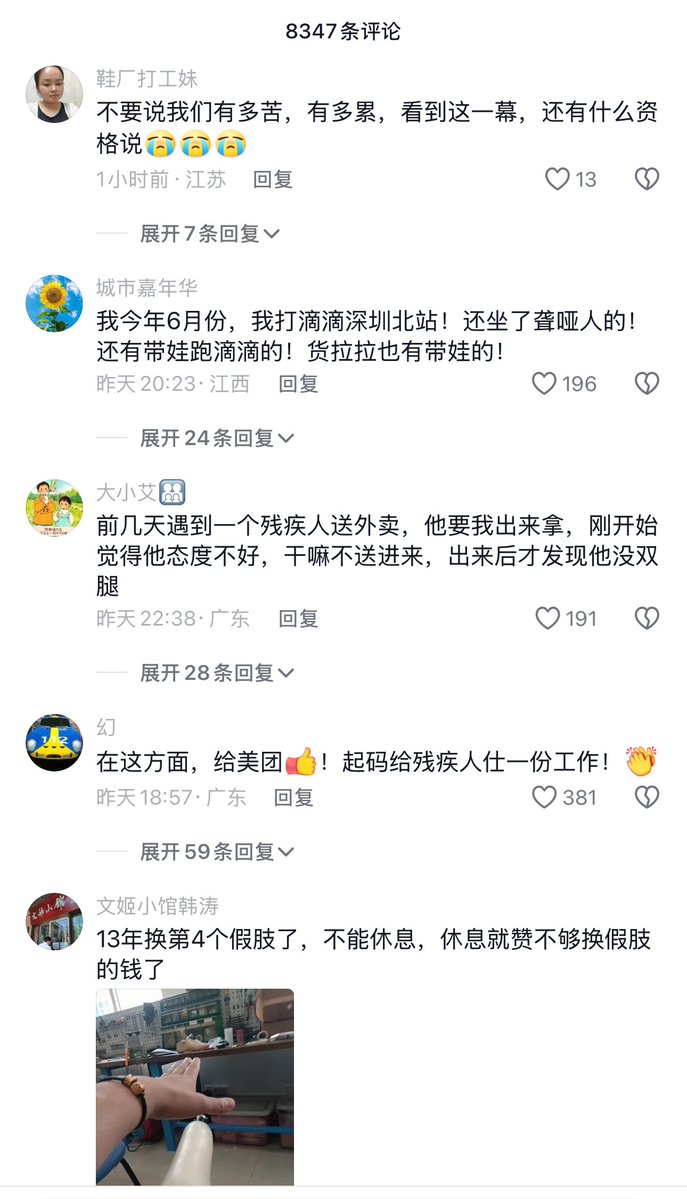 8347条评论
鞋厂打工妹
不要说我们有多苦，有多累，看到这一幕，还有什么资
格说😭😭😭
1小时前·江苏 回复 13
展开7条回复
城市嘉年华
我今年6月份，我打滴滴深圳北站！还坐了聋哑人的！
还有带娃跑滴滴的！货拉拉也有带娃的！
昨天20:23·江西 回复 196
展开24条回复
大小艾
前几天遇到一个残疾人送外卖，他要我出来拿，刚开始
觉得他态度不好，干嘛不送进来，出来后才发现他没双
腿
昨天22:38·广东 回复 191
展开28条回复
幻
在这方面，给美团👍！起码给残疾人仕一份工作！👏
昨天18:57·广东 回复 381
展开59条回复
文姬小馆韩涛
13年换第4个假肢了，不能休息，休息就赞不够换假肢
的钱了